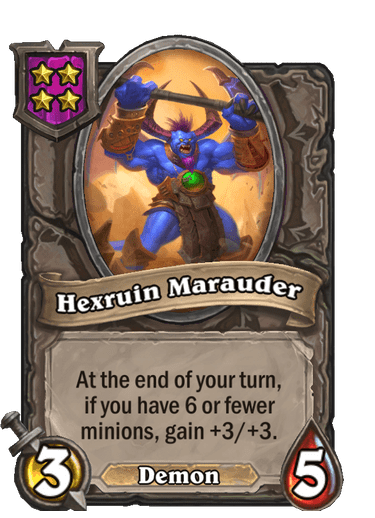 Hexruin Marauder
At the end of your turn,
if you have 6 or fewer
minions, gain +3/+3.
3
Demon
5